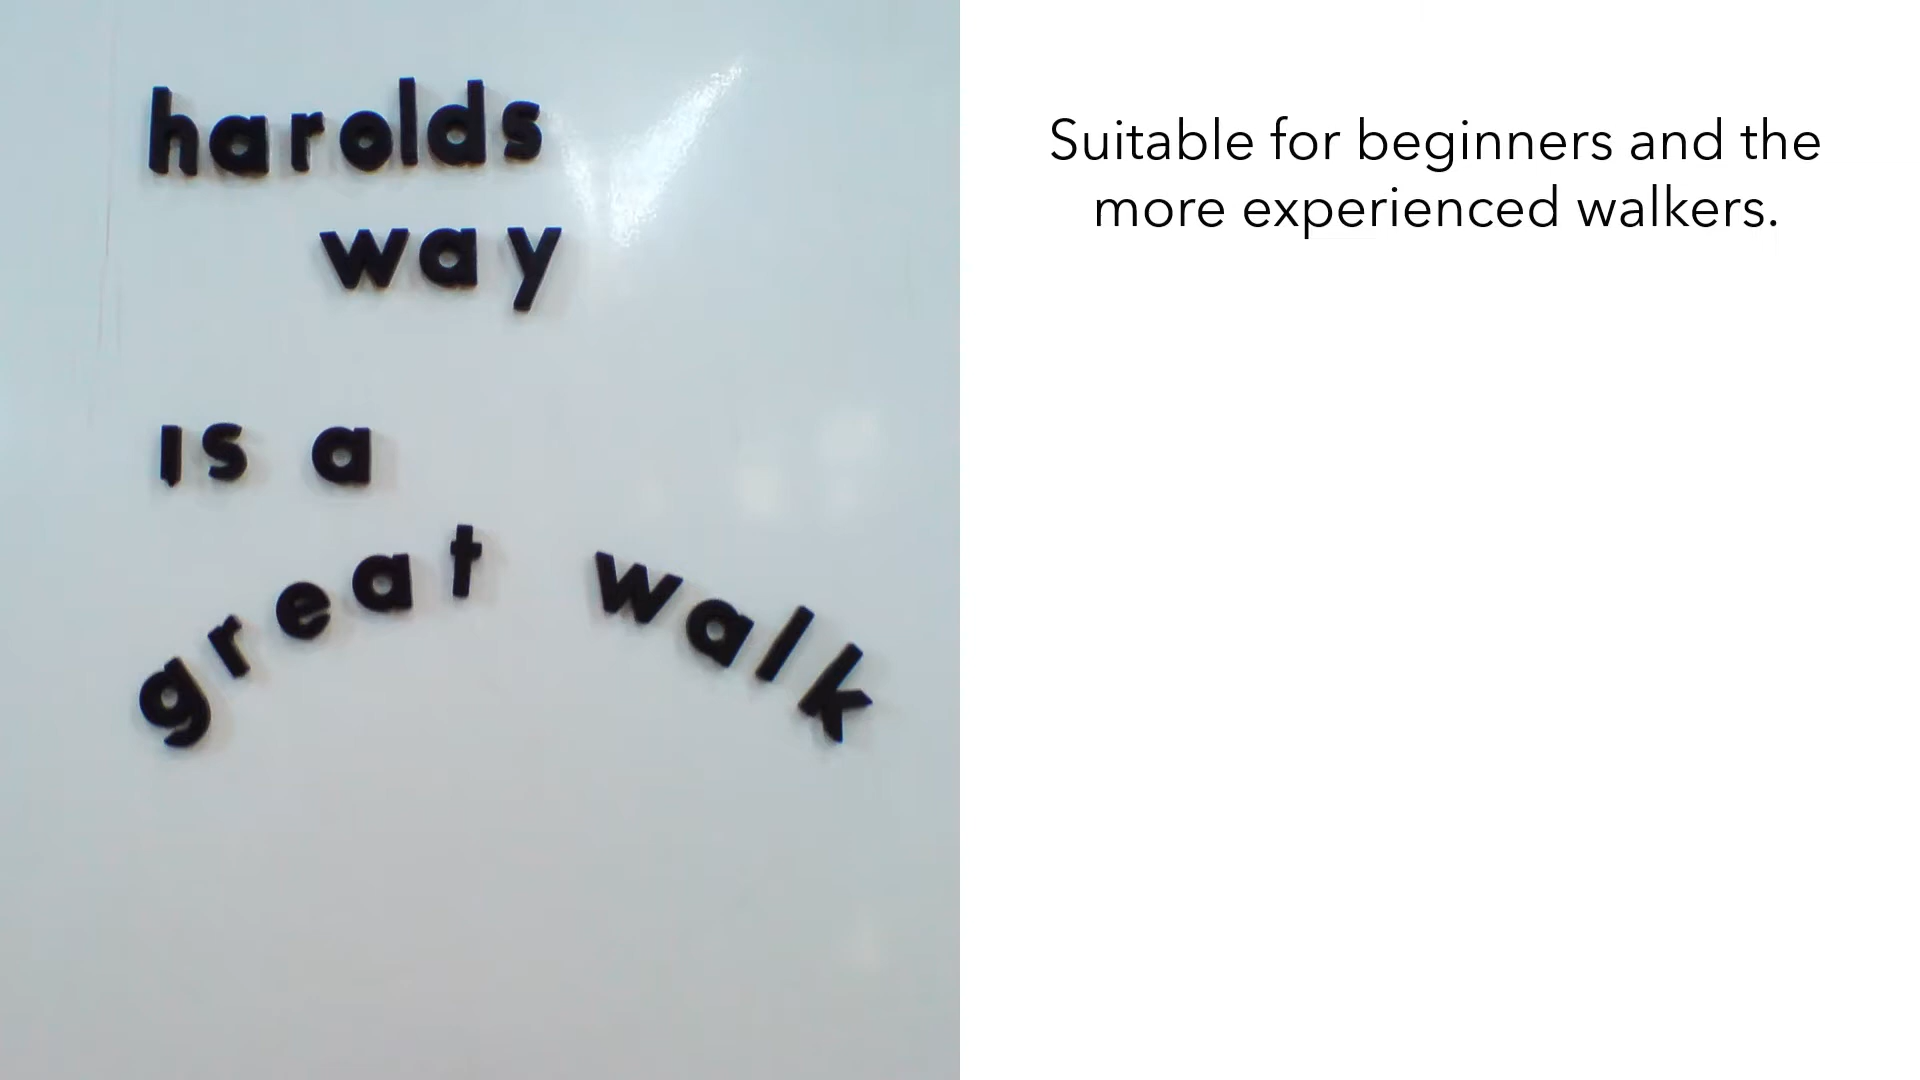 harolds
way
is a
great walk
Suitable for beginners and the
more experienced walkers.